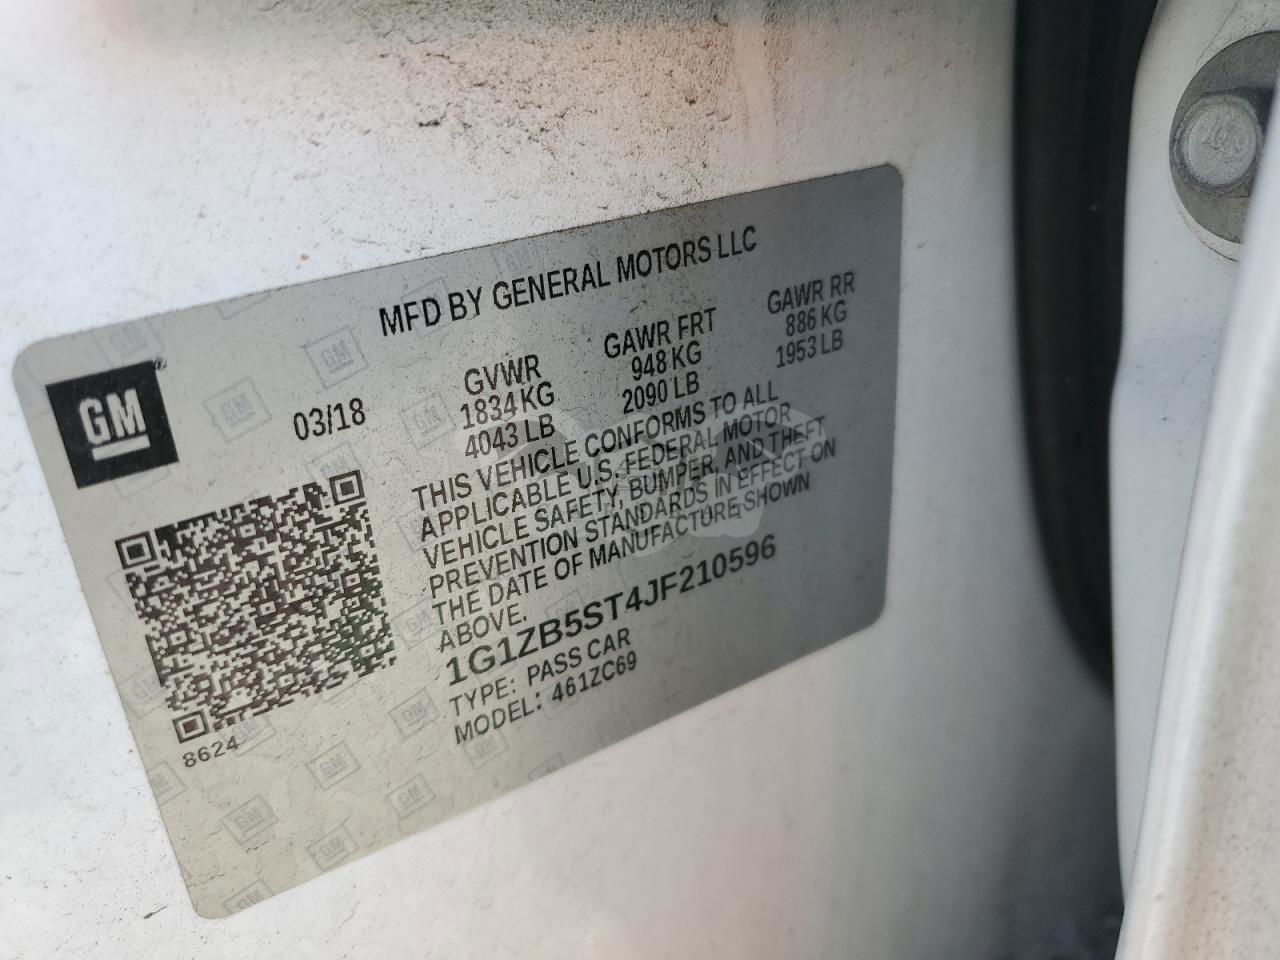 MFD BY GENERAL MOTORS LLC
GM
®
03/18
GVWR GAWR FRT GAWR RR
1834 KG 948 KG 886 KG
4043 LB 2090 LB 1953 LB
THIS VEHICLE CONFORMS TO ALL
APPLICABLE U.S. FEDERAL MOTOR
VEHICLE SAFETY, BUMPER, AND THEFT
PREVENTION STANDARDS IN EFFECT ON
THE DATE OF MANUFACTURE SHOWN
ABOVE.
1G1ZB5ST4JF210596
TYPE: PASS CAR
MODEL: 461ZC69
8624